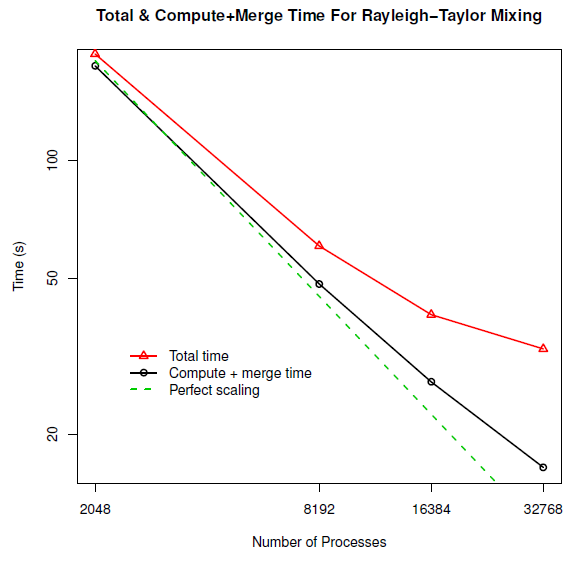 Total & Compute+Merge Time For Rayleigh−Taylor Mixing
100
50
20
Time (s)
Total time
Compute + merge time
Perfect scaling
2048
8192
16384
32768
Number of Processes